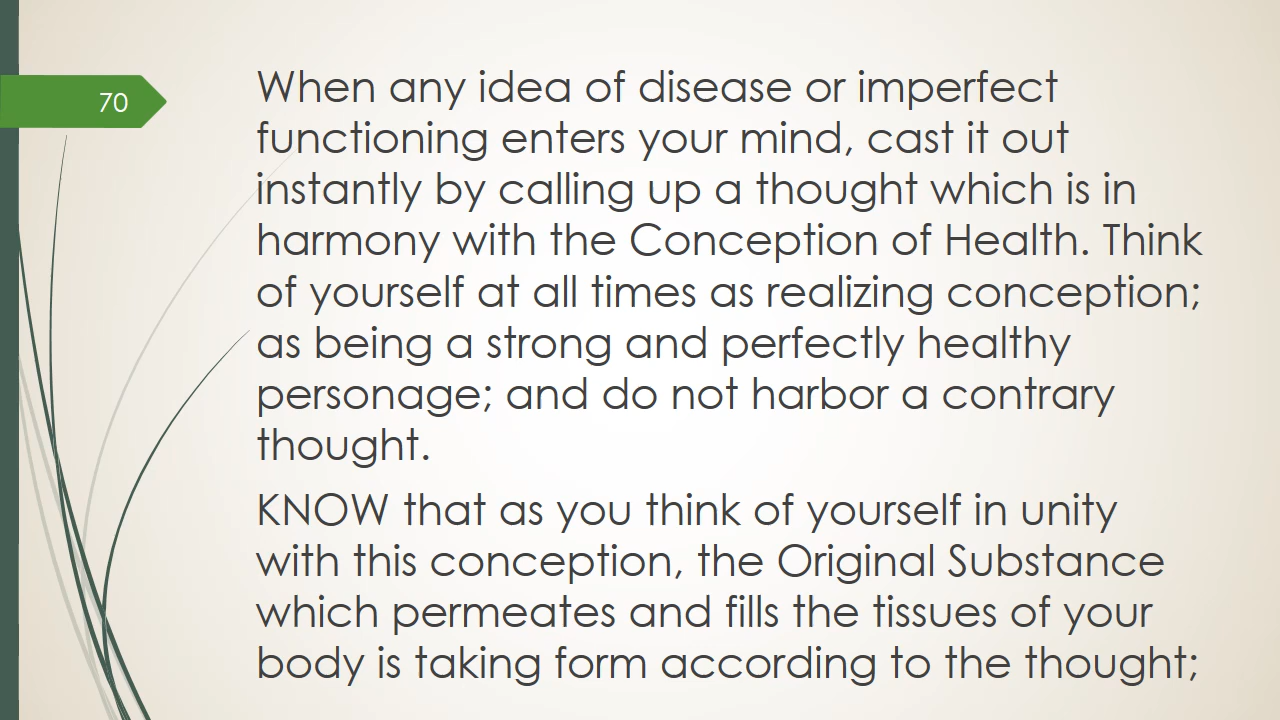 70
When any idea of disease or imperfect
functioning enters your mind, cast it out
instantly by calling up a thought which is in
harmony with the Conception of Health. Think
of yourself at all times as realizing conception;
as being a strong and perfectly healthy
personage; and do not harbor a contrary
thought.
KNOW that as you think of yourself in unity
with this conception, the Original Substance
which permeates and fills the tissues of your
body is taking form according to the thought;